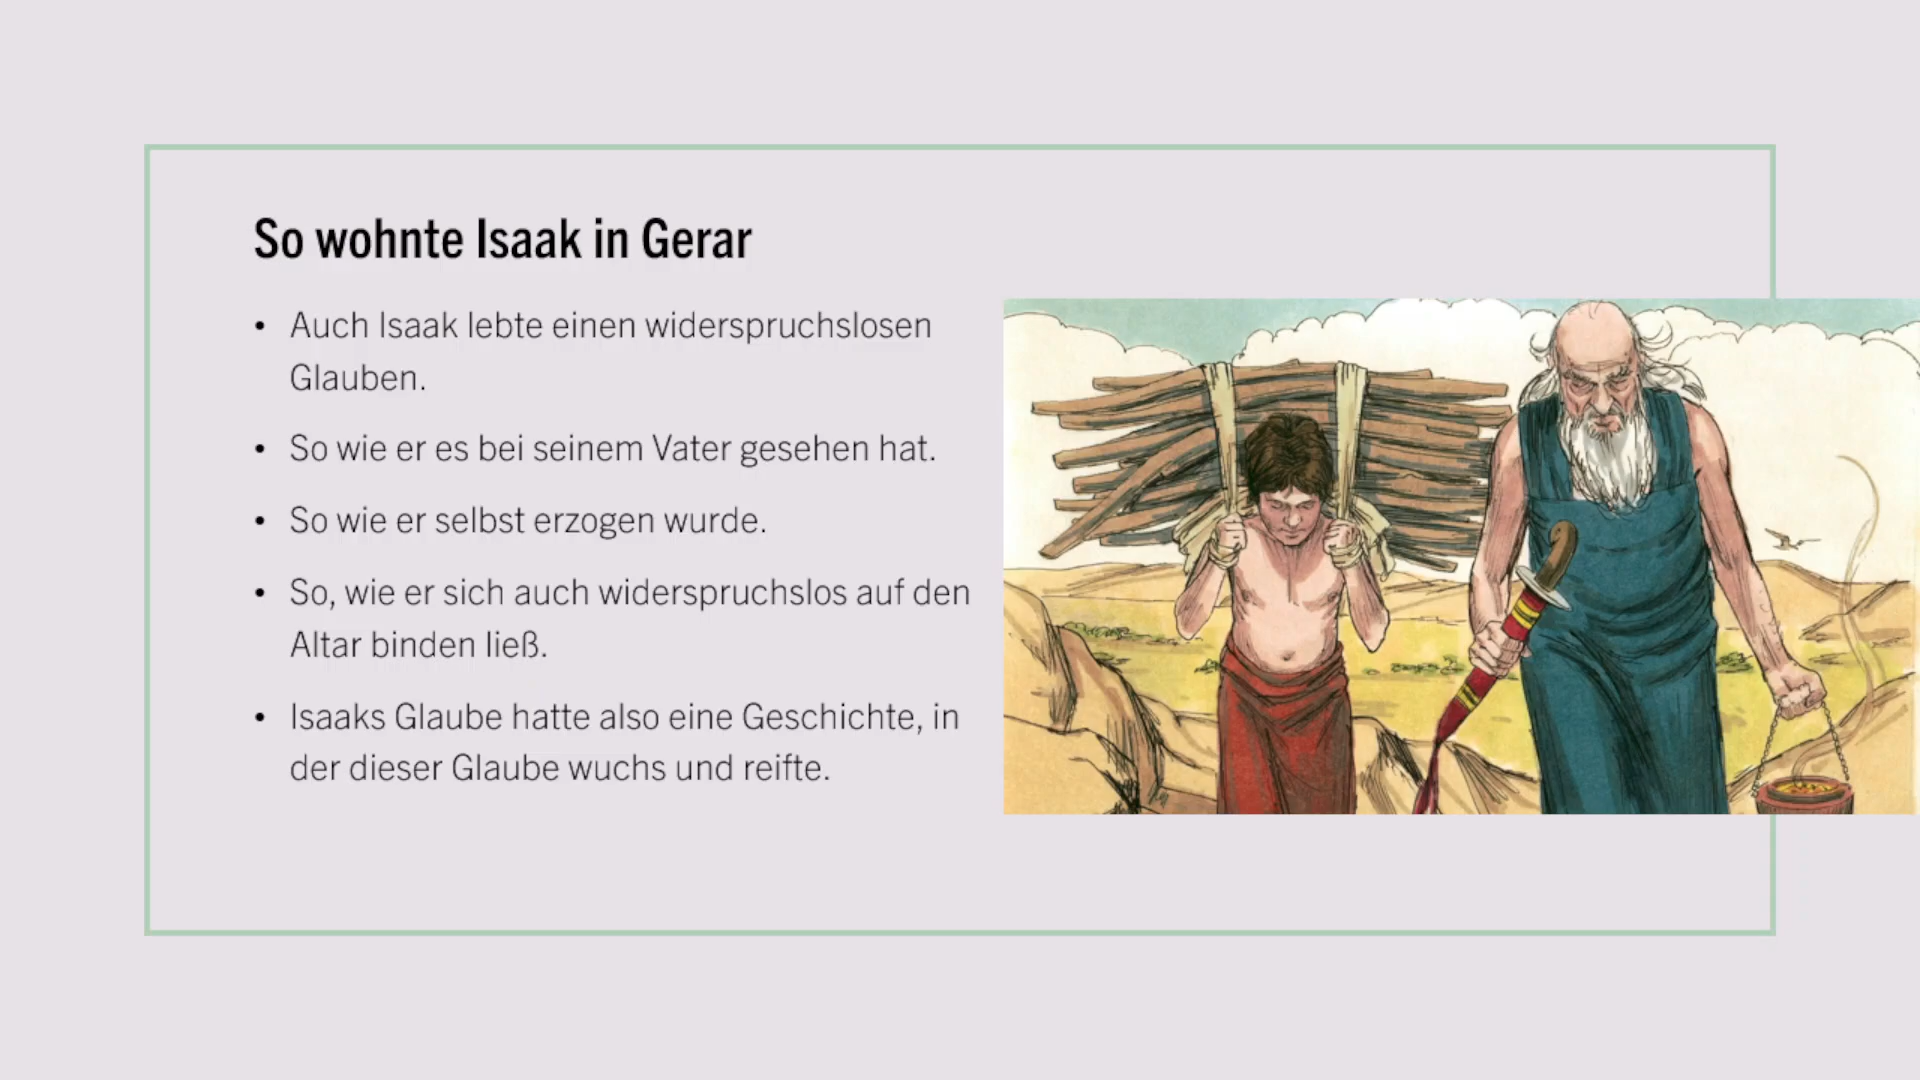 So wohnte Isaak in Gerar
• Auch Isaak lebte einen widerspruchslosen
Glauben.
• So wie er es bei seinem Vater gesehen hat.
• So wie er selbst erzogen wurde.
• So, wie er sich auch widerspruchslos auf den
Altar binden ließ.
• Isaaks Glaube hatte also eine Geschichte, in
der dieser Glaube wuchs und reifte.